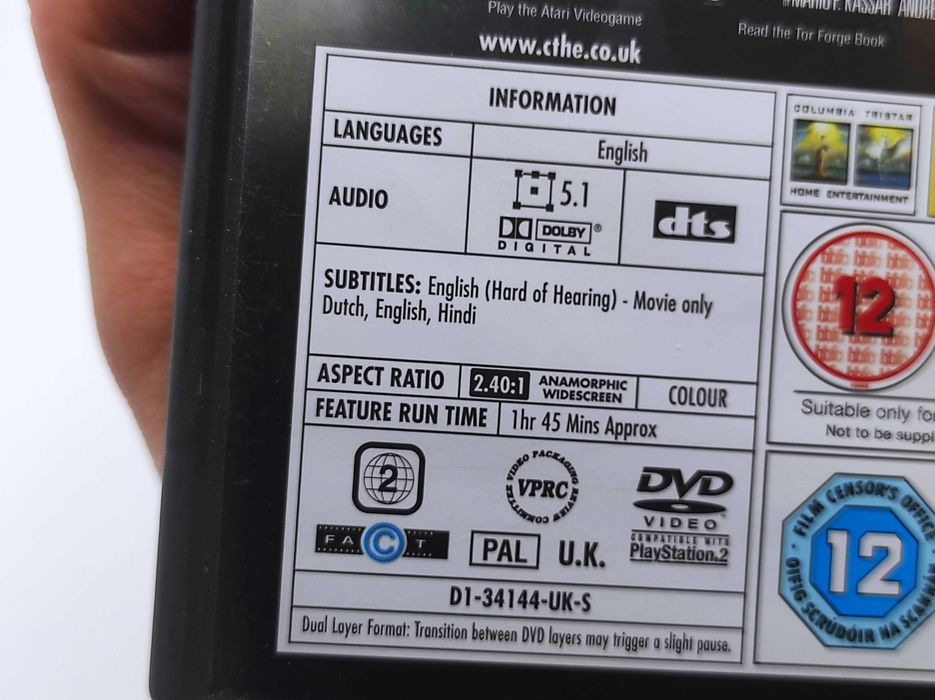 Play the Atari Videogame
www.cthe.co.uk
MARIO F. KASSAR ANDRE
Read the Tor Forge Book
INFORMATION
LANGUAGES
English
AUDIO
5.1
DOLBY®
DIGITAL
dts
SUBTITLES: English (Hard of Hearing) - Movie only
Dutch, English, Hindi
ASPECT RATIO
2.40:1
ANAMORPHIC
WIDESCREEN
COLOUR
FEATURE RUN TIME
1hr 45 Mins Approx
2
VIDEO PACKAGING REVIEW COMMITTEE
VPRC
DVD
VIDEO
COMPATIBLE WITH
PlayStation.2
FACT
PAL
U.K.
D1-34144-UK-S
Dual Layer Format: Transition between DVD layers may trigger a slight pause.
COLUMBIA TRISTAR
HOME ENTERTAINMENT
12
Suitable only for
Not to be suppl
FILM CENSOR'S OFFICE
12
OIFIG SCRÚDÓIR NA SCANNÁN